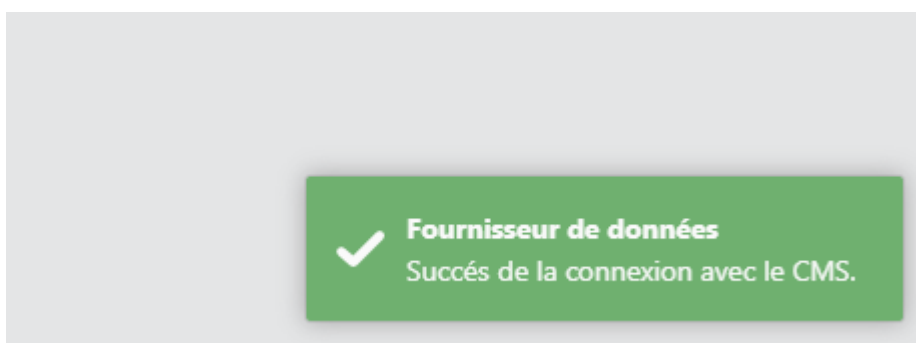 Fournisseur de données
Succés de la connexion avec le CMS.